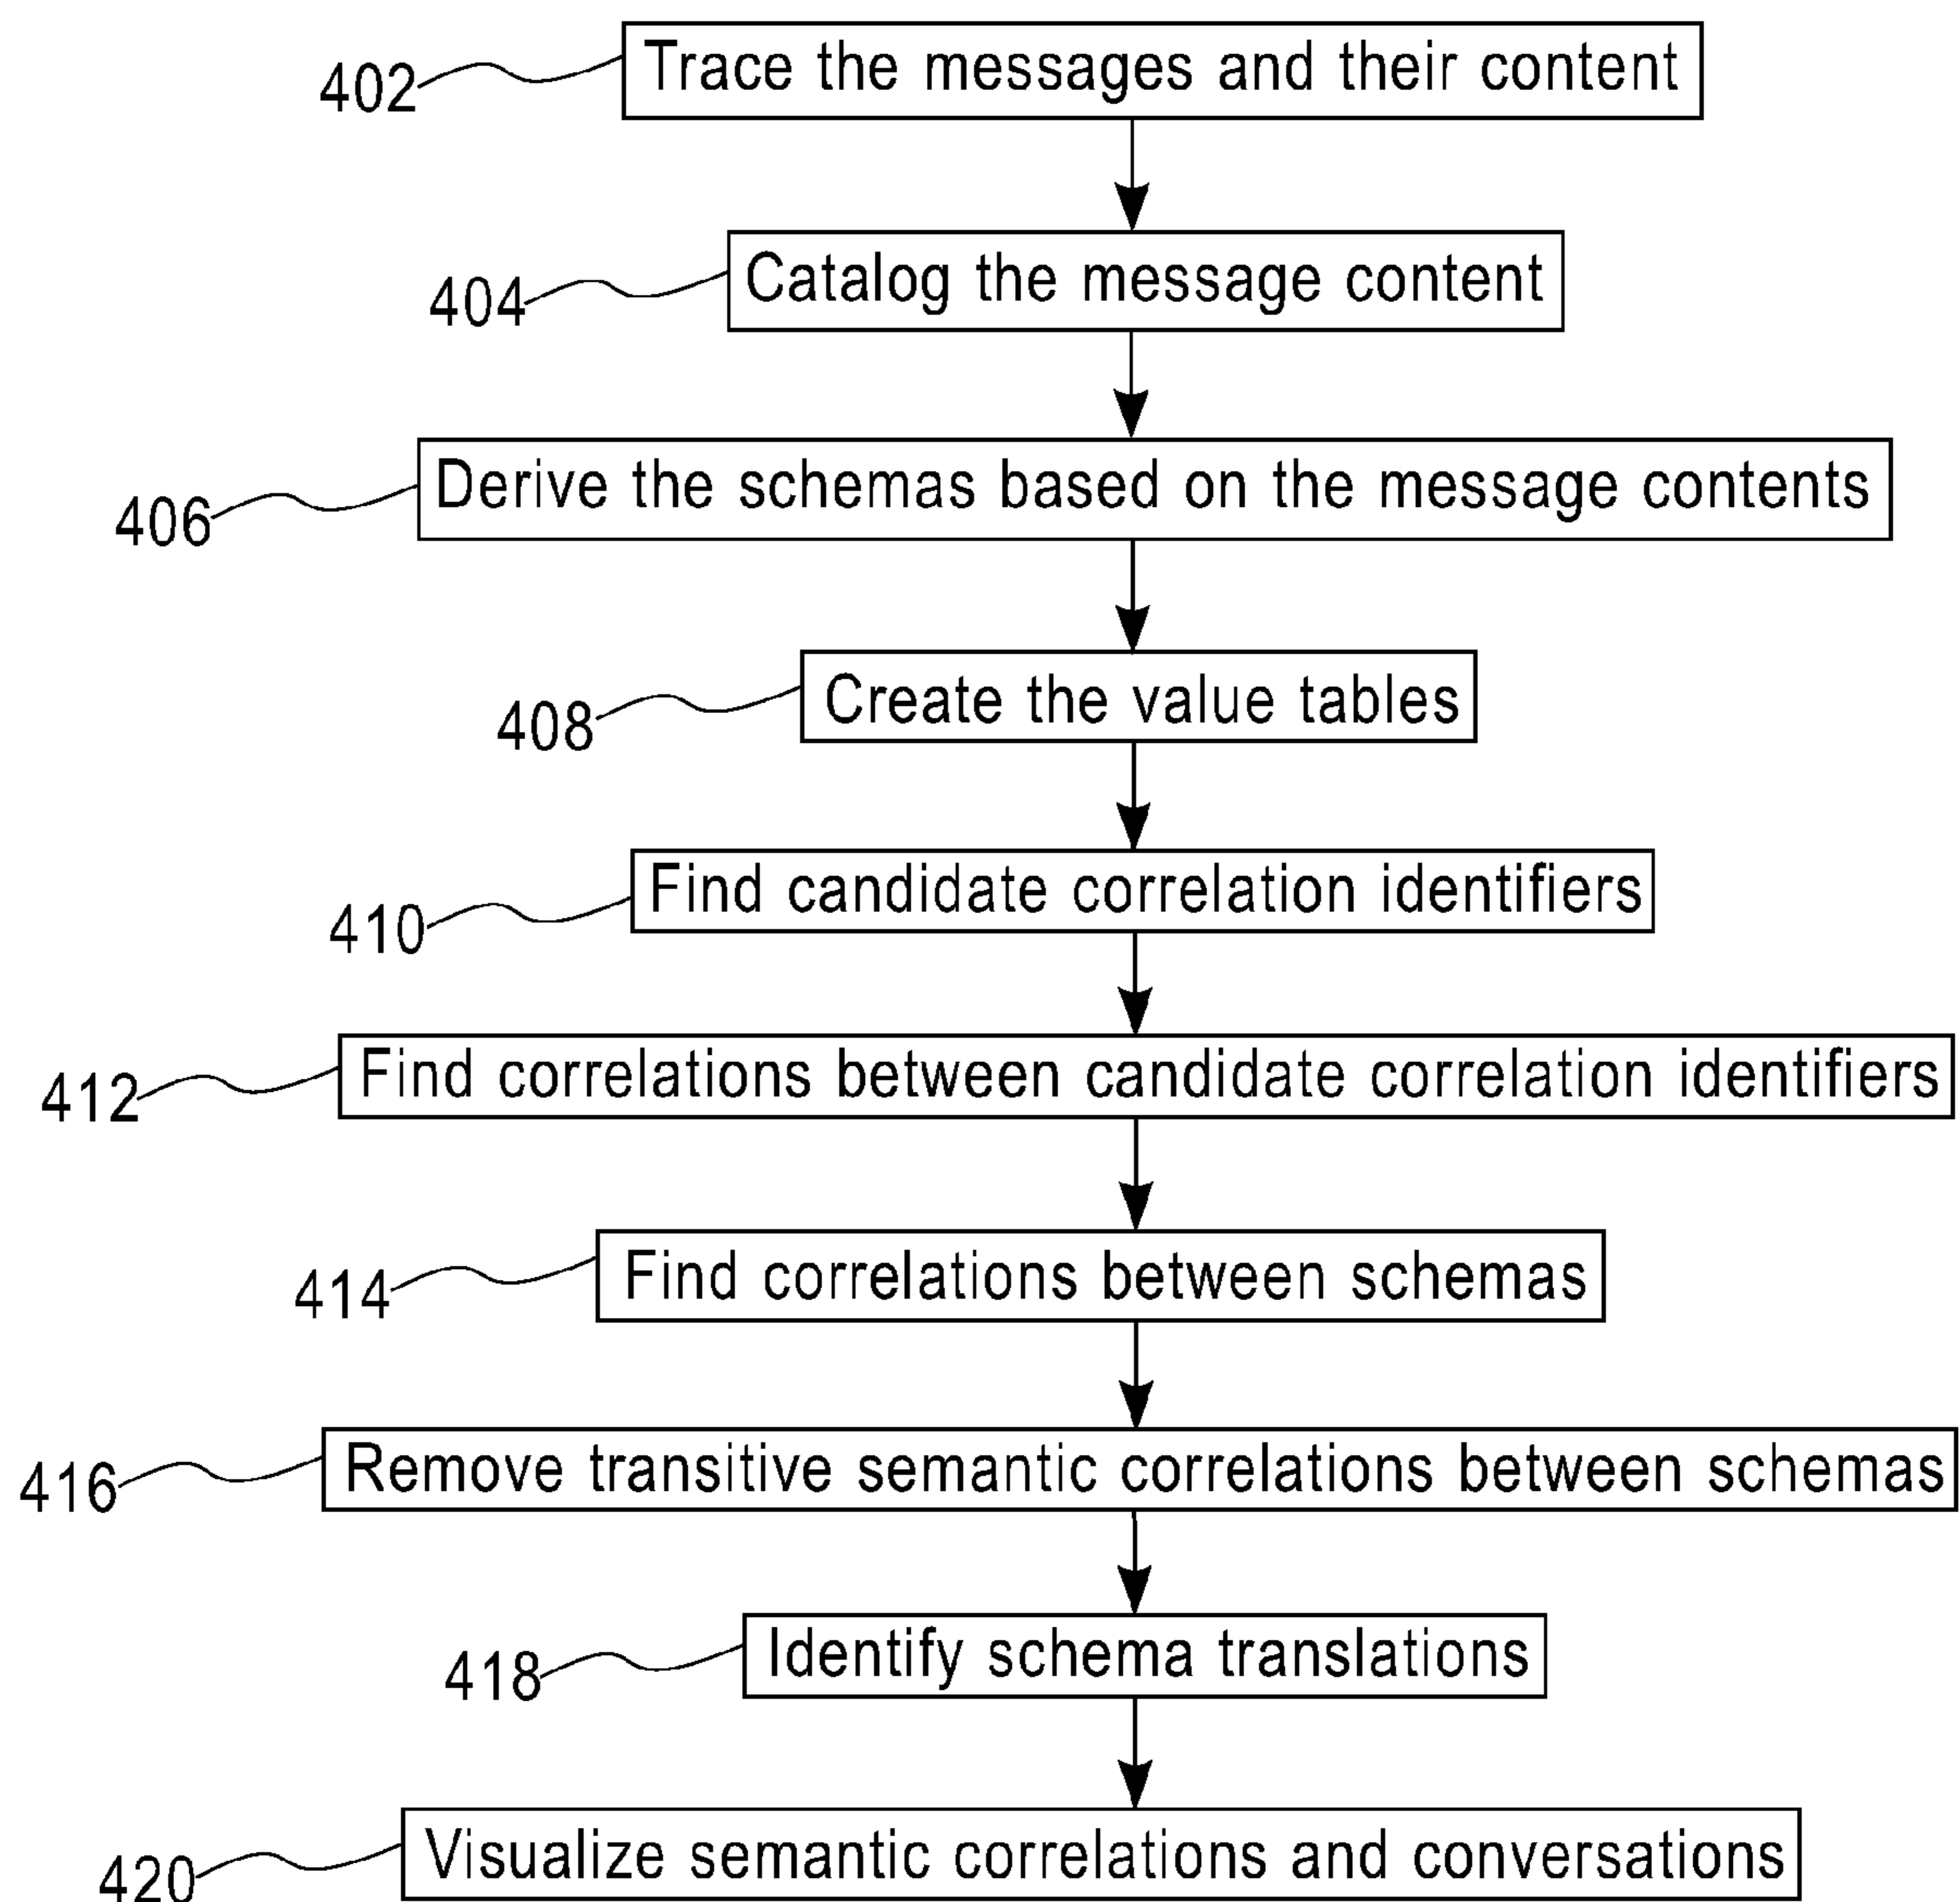 402 Trace the messages and their content
404 Catalog the message content
406 Derive the schemas based on the message contents
408 Create the value tables
410 Find candidate correlation identifiers
412 Find correlations between candidate correlation identifiers
414 Find correlations between schemas
416 Remove transitive semantic correlations between schemas
418 Identify schema translations
420 Visualize semantic correlations and conversations